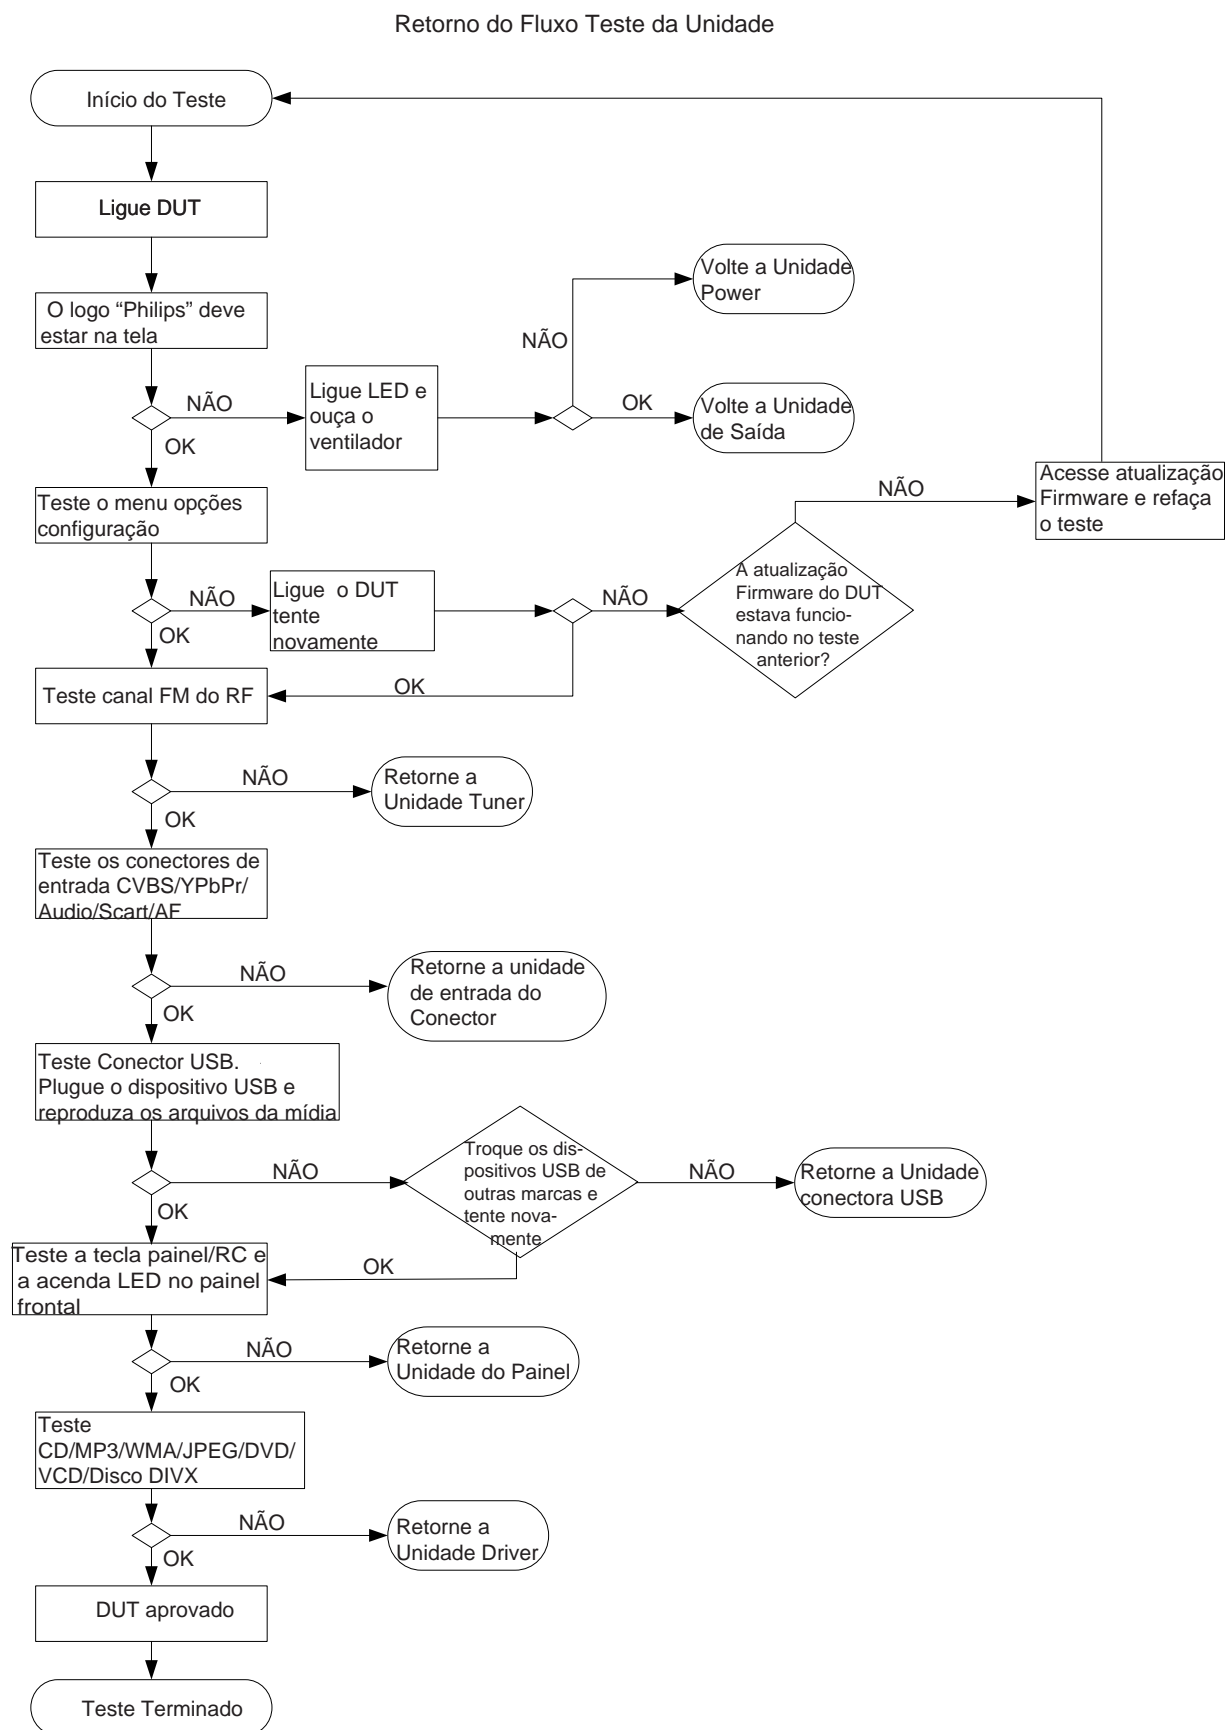 Retorno do Fluxo Teste da Unidade
Início do Teste
Ligue DUT
O logo “Philips” deve
estar na tela
NÃO
OK
Ligue LED e
ouça o
ventilador
NÃO
Volte a Unidade
Power
OK
Volte a Unidade
de Saída
Teste o menu opções
configuração
NÃO
OK
Ligue o DUT
tente
novamente
NÃO
OK
A atualização
Firmware do DUT
estava funcio-
nando no teste
anterior?
NÃO
Acesse atualização
Firmware e refaça
o teste
Teste canal FM do RF
NÃO
OK
Retorne a
Unidade Tuner
Teste os conectores de
entrada CVBS/YPbPr/
Audio/Scart/AF
NÃO
OK
Retorne a unidade
de entrada do
Conector
Teste Conector USB.
Plugue o dispositivo USB e
reproduza os arquivos da mídia
NÃO
OK
Troque os dis-
positivos USB de
outras marcas e
tente nova-
mente
NÃO
Retorne a Unidade
conectora USB
OK
Teste a tecla painel/RC e
a acenda LED no painel
frontal
NÃO
OK
Retorne a
Unidade do Painel
Teste
CD/MP3/WMA/JPEG/DVD/
VCD/Disco DIVX
NÃO
OK
Retorne a
Unidade Driver
DUT aprovado
Teste Terminado